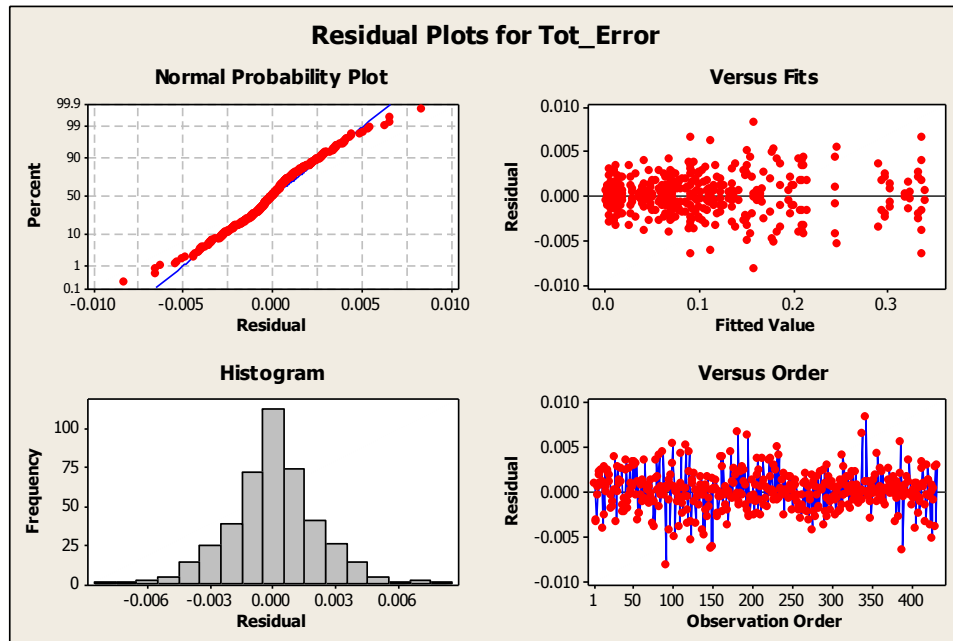 Residual Plots for Tot_Error
Normal Probability Plot
99.9
99
90
50
10
1
0.1
Percent
-0.010 -0.005 0.000 0.005 0.010
Residual
Versus Fits
0.010
0.005
0.000
-0.005
-0.010
Residual
0.0 0.1 0.2 0.3
Fitted Value
Histogram
100
75
50
25
0
Frequency
-0.006 -0.003 0.000 0.003 0.006
Residual
Versus Order
0.010
0.005
0.000
-0.005
-0.010
Residual
1 50 100 150 200 250 300 350 400
Observation Order